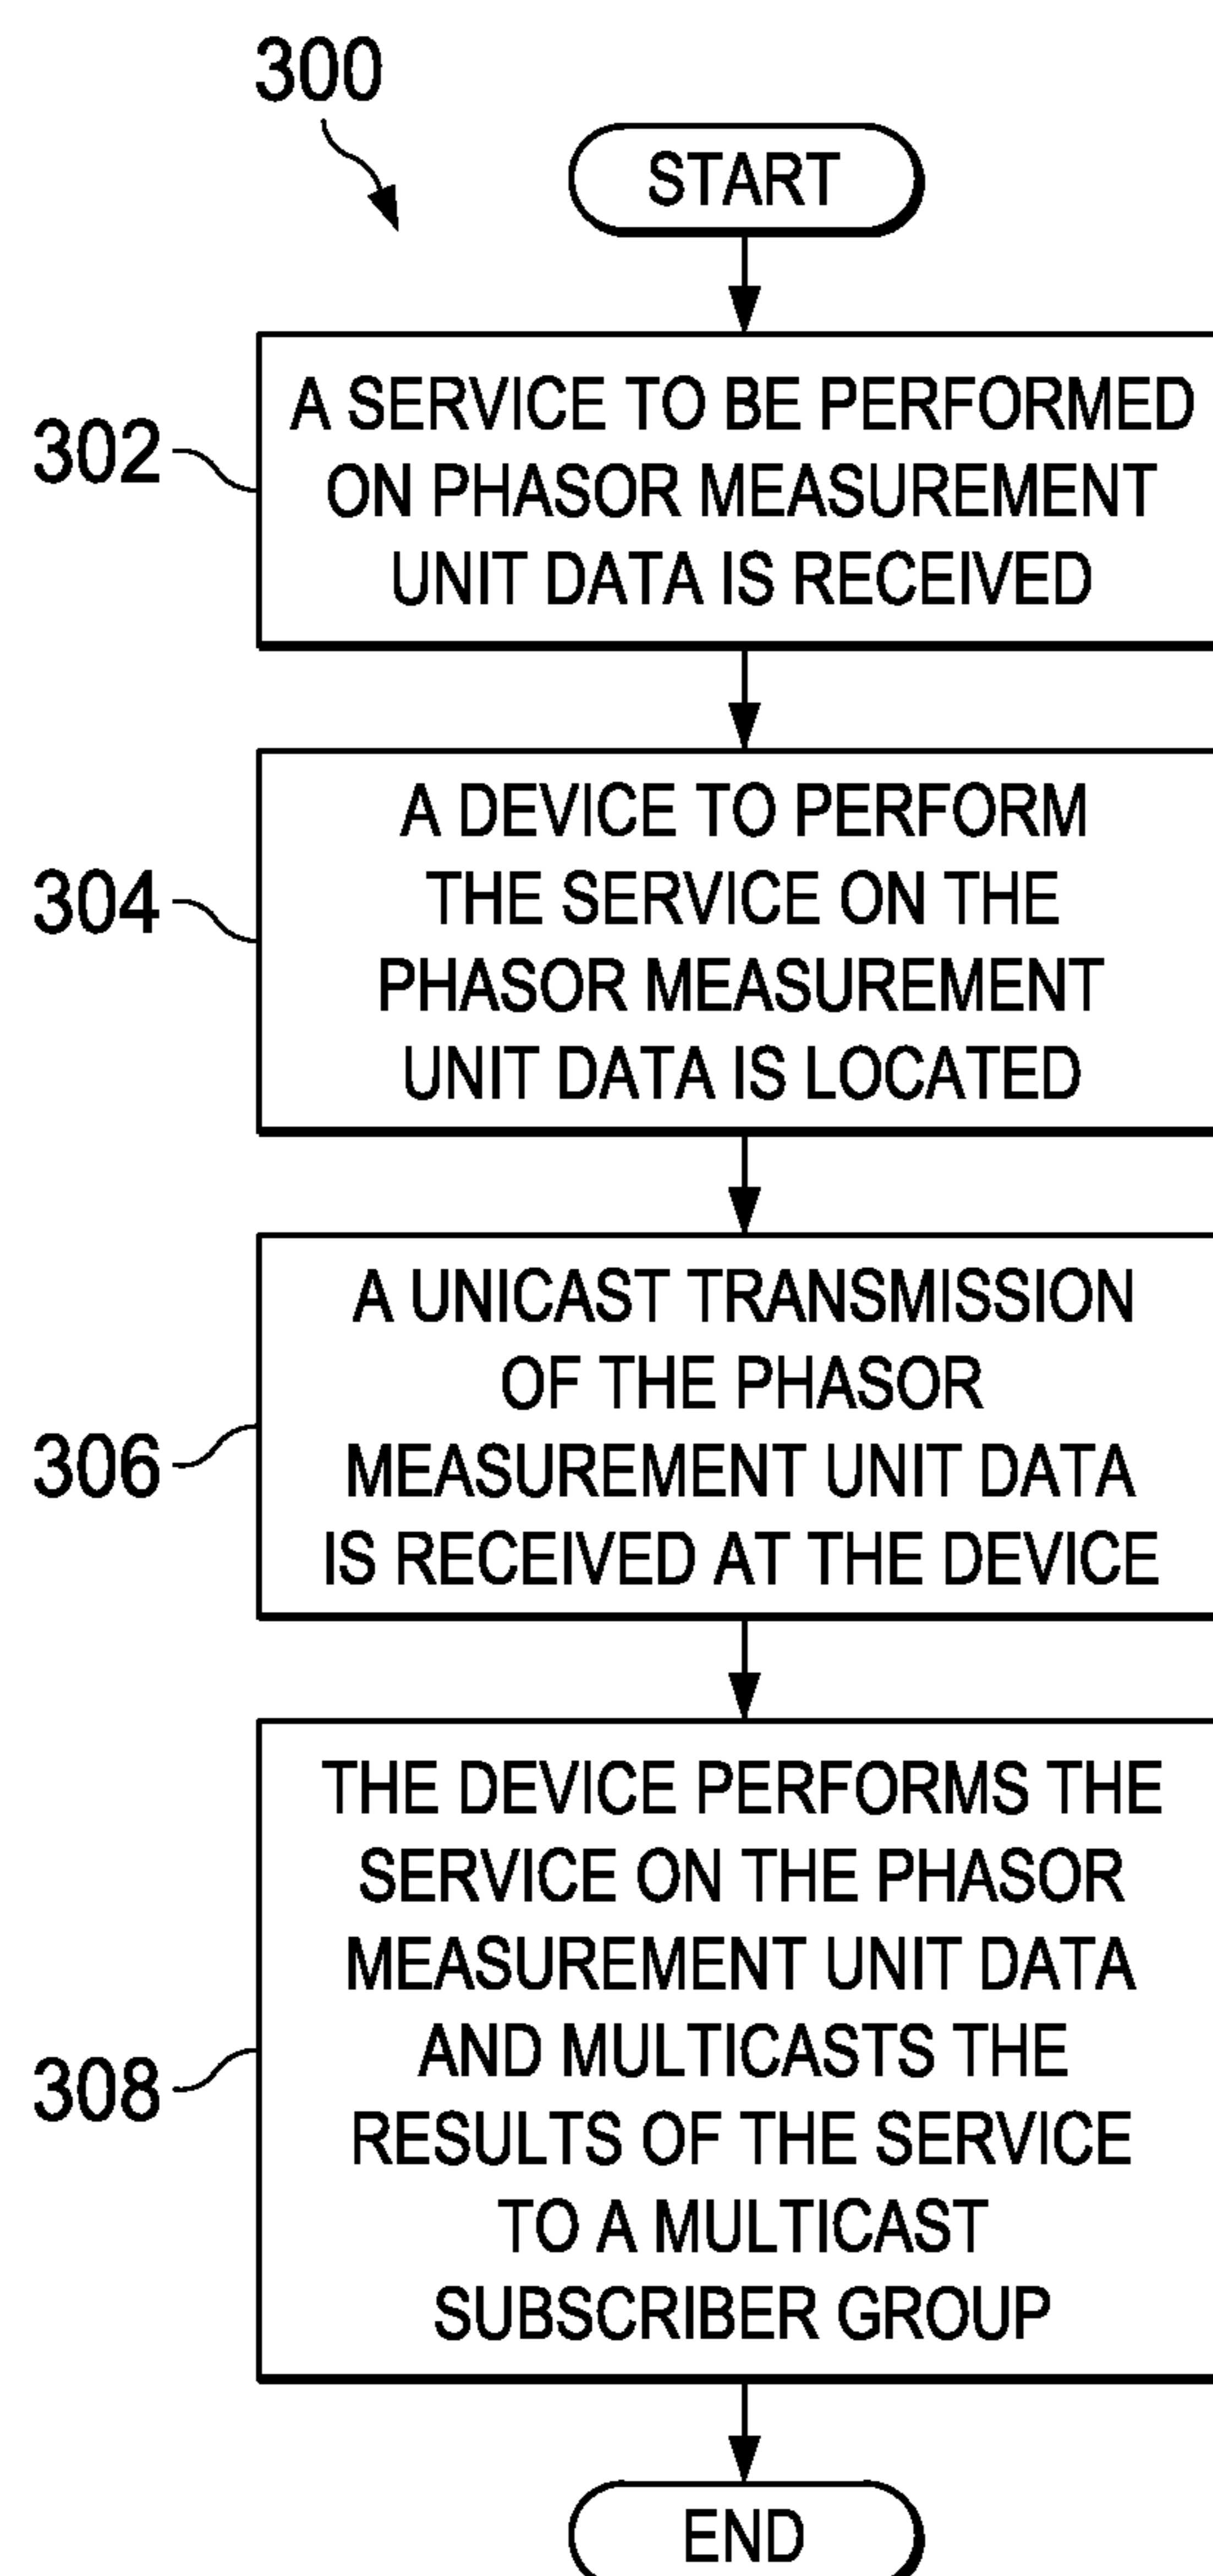 300
START
302
A SERVICE TO BE PERFORMED
ON PHASOR MEASUREMENT
UNIT DATA IS RECEIVED
304
A DEVICE TO PERFORM
THE SERVICE ON THE
PHASOR MEASUREMENT
UNIT DATA IS LOCATED
306
A UNICAST TRANSMISSION
OF THE PHASOR
MEASUREMENT UNIT DATA
IS RECEIVED AT THE DEVICE
308
THE DEVICE PERFORMS THE
SERVICE ON THE PHASOR
MEASUREMENT UNIT DATA
AND MULTICASTS THE
RESULTS OF THE SERVICE
TO A MULTICAST
SUBSCRIBER GROUP
END